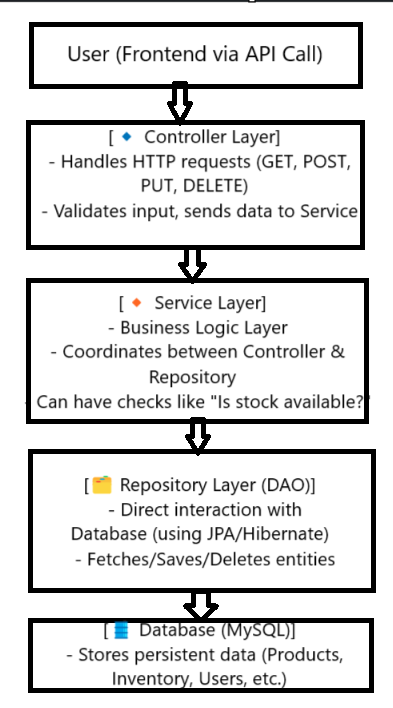 User (Frontend via API Call)
[🔹 Controller Layer]
- Handles HTTP requests (GET, POST,
PUT, DELETE)
- Validates input, sends data to Service
[🔸 Service Layer]
- Business Logic Layer
- Coordinates between Controller &
Repository
- Can have checks like "Is stock available?"
[🗂️ Repository Layer (DAO)]
- Direct interaction with
Database (using JPA/Hibernate)
- Fetches/Saves/Deletes entities
[🛢️ Database (MySQL)]
- Stores persistent data (Products,
Inventory, Users, etc.)